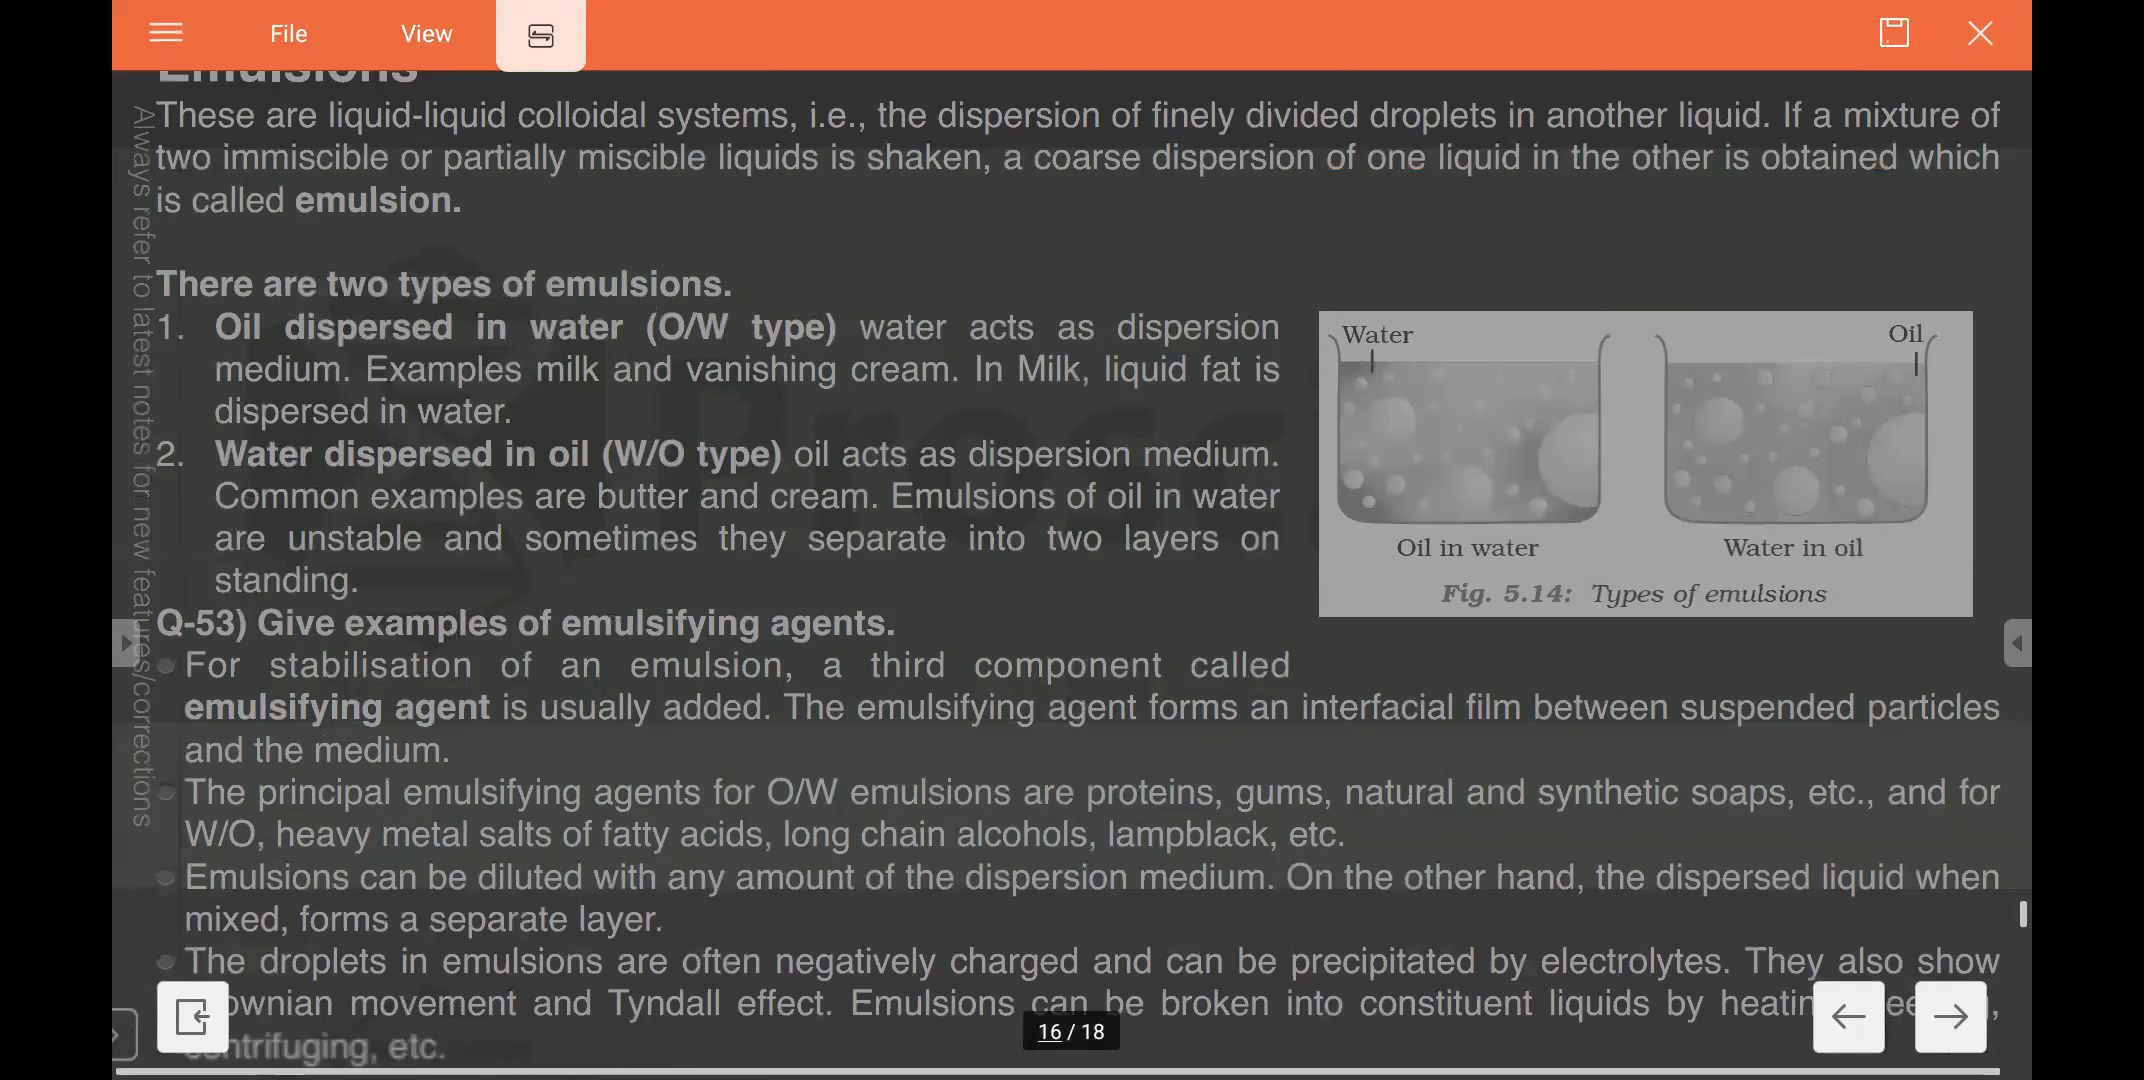 File View
Emulsions
These are liquid-liquid colloidal systems, i.e., the dispersion of finely divided droplets in another liquid. If a mixture of
two immiscible or partially miscible liquids is shaken, a coarse dispersion of one liquid in the other is obtained which
is called emulsion.
There are two types of emulsions.
1. Oil dispersed in water (O/W type) water acts as dispersion
medium. Examples milk and vanishing cream. In Milk, liquid fat is
dispersed in water.
2. Water dispersed in oil (W/O type) oil acts as dispersion medium.
Common examples are butter and cream. Emulsions of oil in water
are unstable and sometimes they separate into two layers on
standing.
Water
Oil
Oil in water
Water in oil
Fig. 5.14: Types of emulsions
Q-53) Give examples of emulsifying agents.
For stabilisation of an emulsion, a third component called
emulsifying agent is usually added. The emulsifying agent forms an interfacial film between suspended particles
and the medium.
The principal emulsifying agents for O/W emulsions are proteins, gums, natural and synthetic soaps, etc., and for
W/O, heavy metal salts of fatty acids, long chain alcohols, lampblack, etc.
Emulsions can be diluted with any amount of the dispersion medium. On the other hand, the dispersed liquid when
mixed, forms a separate layer.
The droplets in emulsions are often negatively charged and can be precipitated by electrolytes. They also show
ownian movement and Tyndall effect. Emulsions can be broken into constituent liquids by heatin
ntrifuging, etc.
16 / 18
Always refer to latest notes for new features/corrections